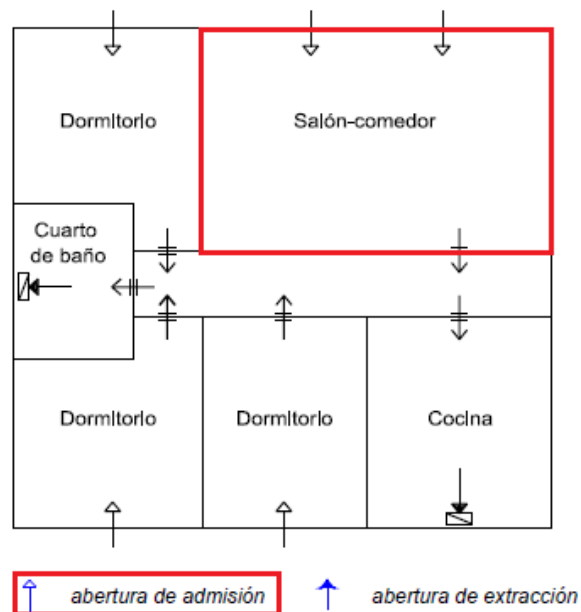 Dormitorio
Salón-comedor
Cuarto
de baño
Dormitorio
Dormitorio
Cocina
abertura de admisión
abertura de extracción